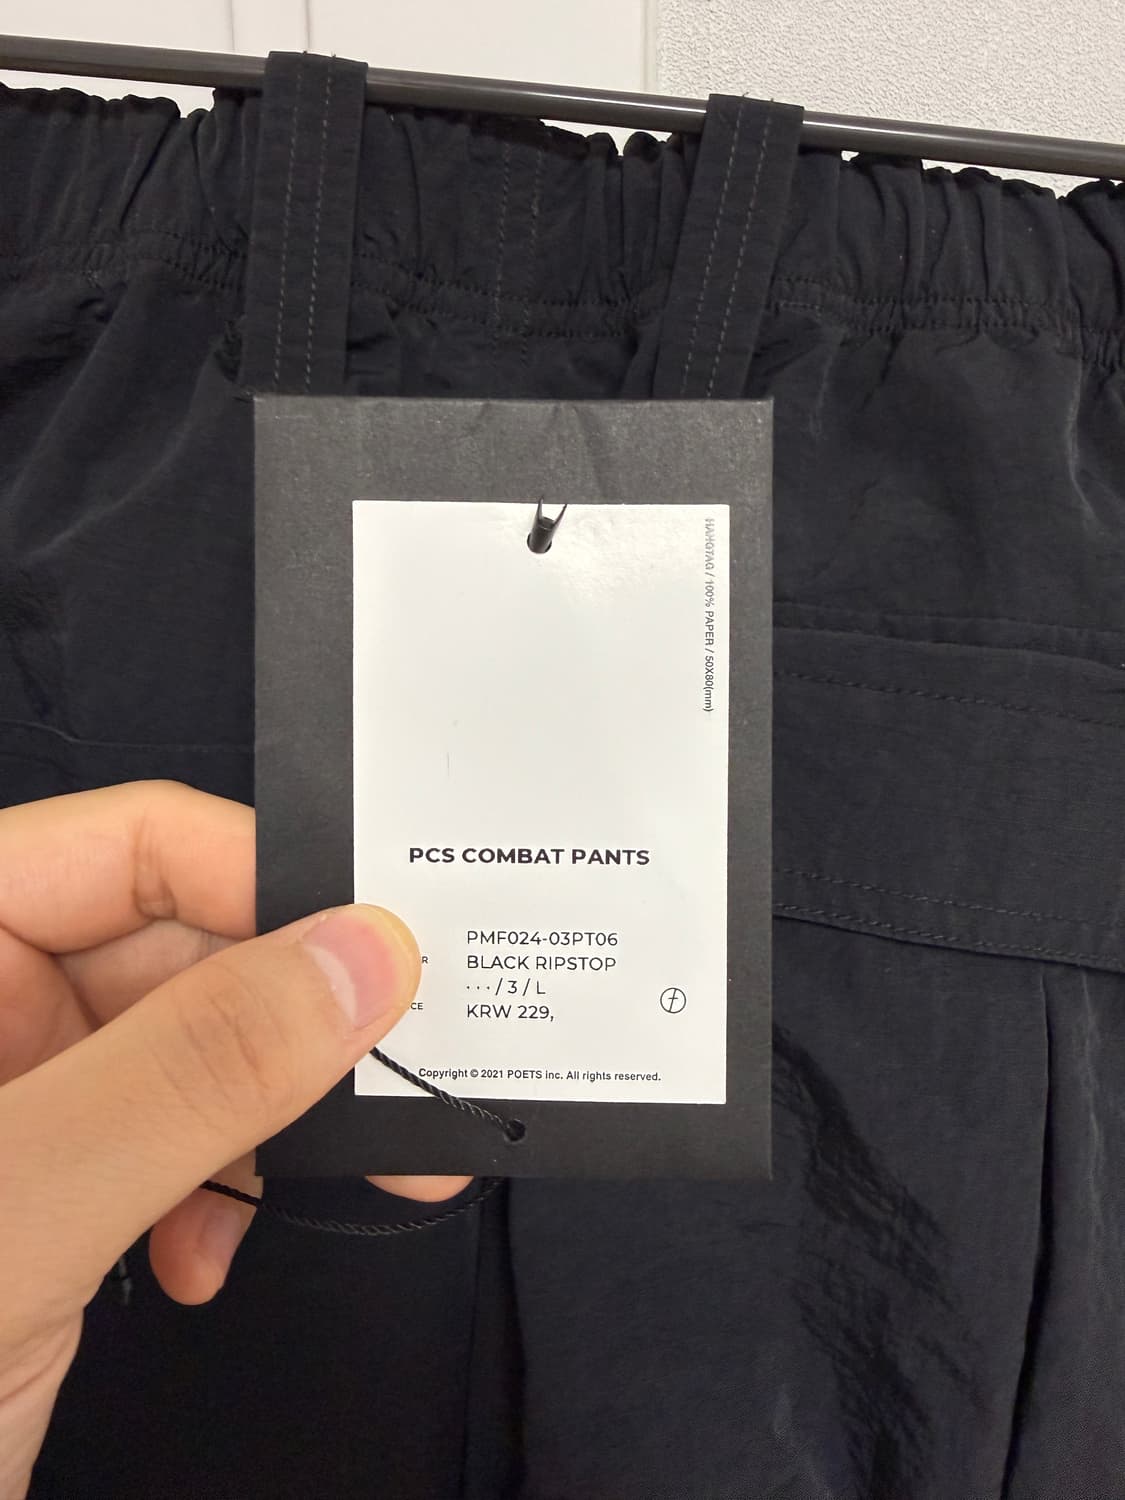 HANGTAG / 100% PAPER / 50X80(mm)
PCS COMBAT PANTS
PMF024-03PT06
R BLACK RIPSTOP
··· / 3 / L
CE KRW 229,
Copyright © 2021 POETS inc. All rights reserved.